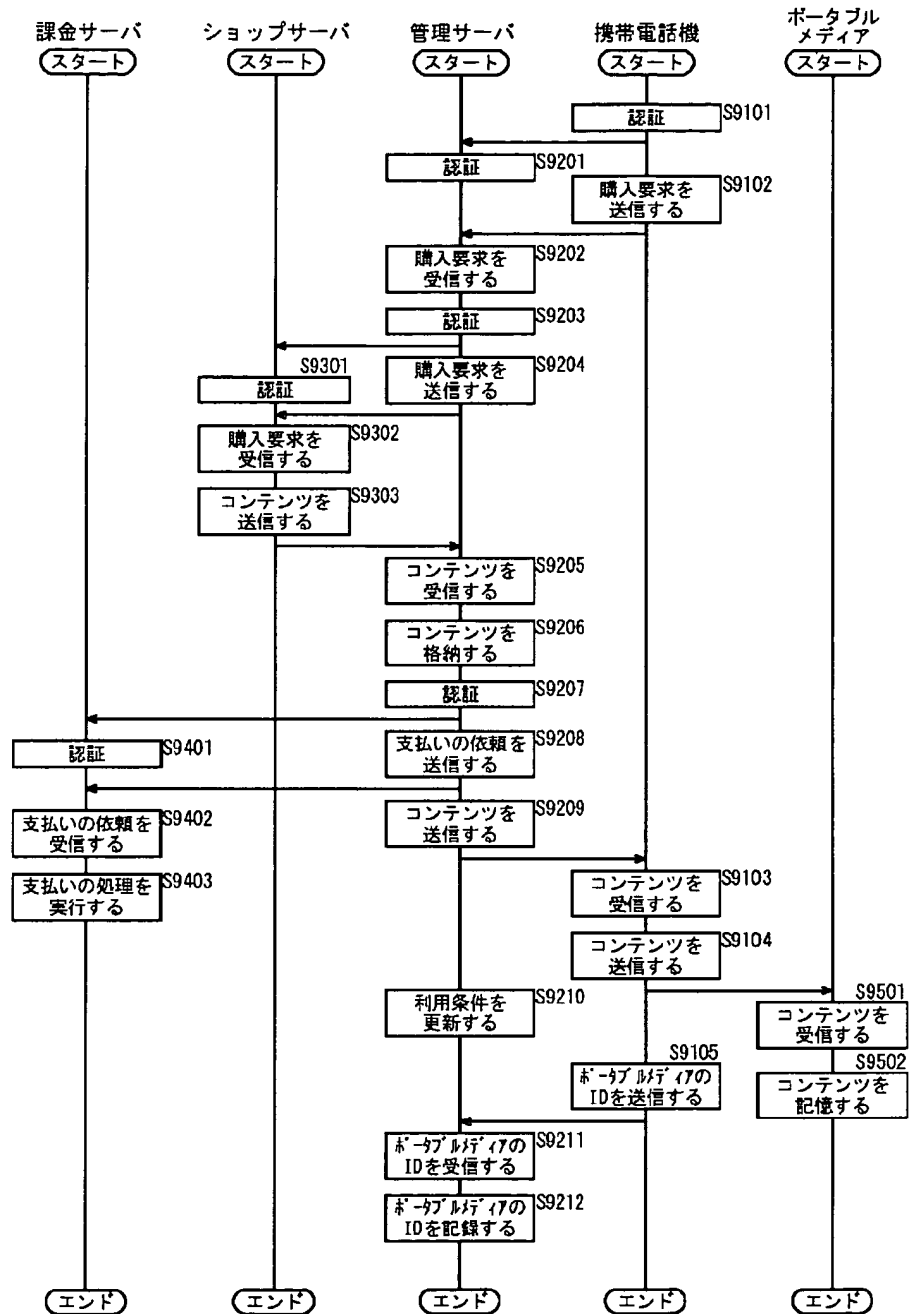 課金サーバ
ショップサーバ
管理サーバ
携帯電話機
ポータブル
メディア
スタート
スタート
スタート
スタート
スタート
認証
S9101
認証
S9201
購入要求を
送信する
S9102
購入要求を
受信する
S9202
認証
S9203
S9301
認証
購入要求を
送信する
S9204
購入要求を
受信する
S9302
コンテンツを
送信する
S9303
コンテンツを
受信する
S9205
コンテンツを
格納する
S9206
認証
S9207
認証
S9401
支払いの依頼を
送信する
S9208
支払いの依頼を
受信する
S9402
コンテンツを
送信する
S9209
支払いの処理を
実行する
S9403
コンテンツを
受信する
S9103
コンテンツを
送信する
S9104
利用条件を
更新する
S9210
S9501
コンテンツを
受信する
S9105
ポータブルメディアの
IDを送信する
S9502
コンテンツを
記憶する
ポータブルメディアの
IDを受信する
S9211
ポータブルメディアの
IDを記録する
S9212
エンド
エンド
エンド
エンド
エンド